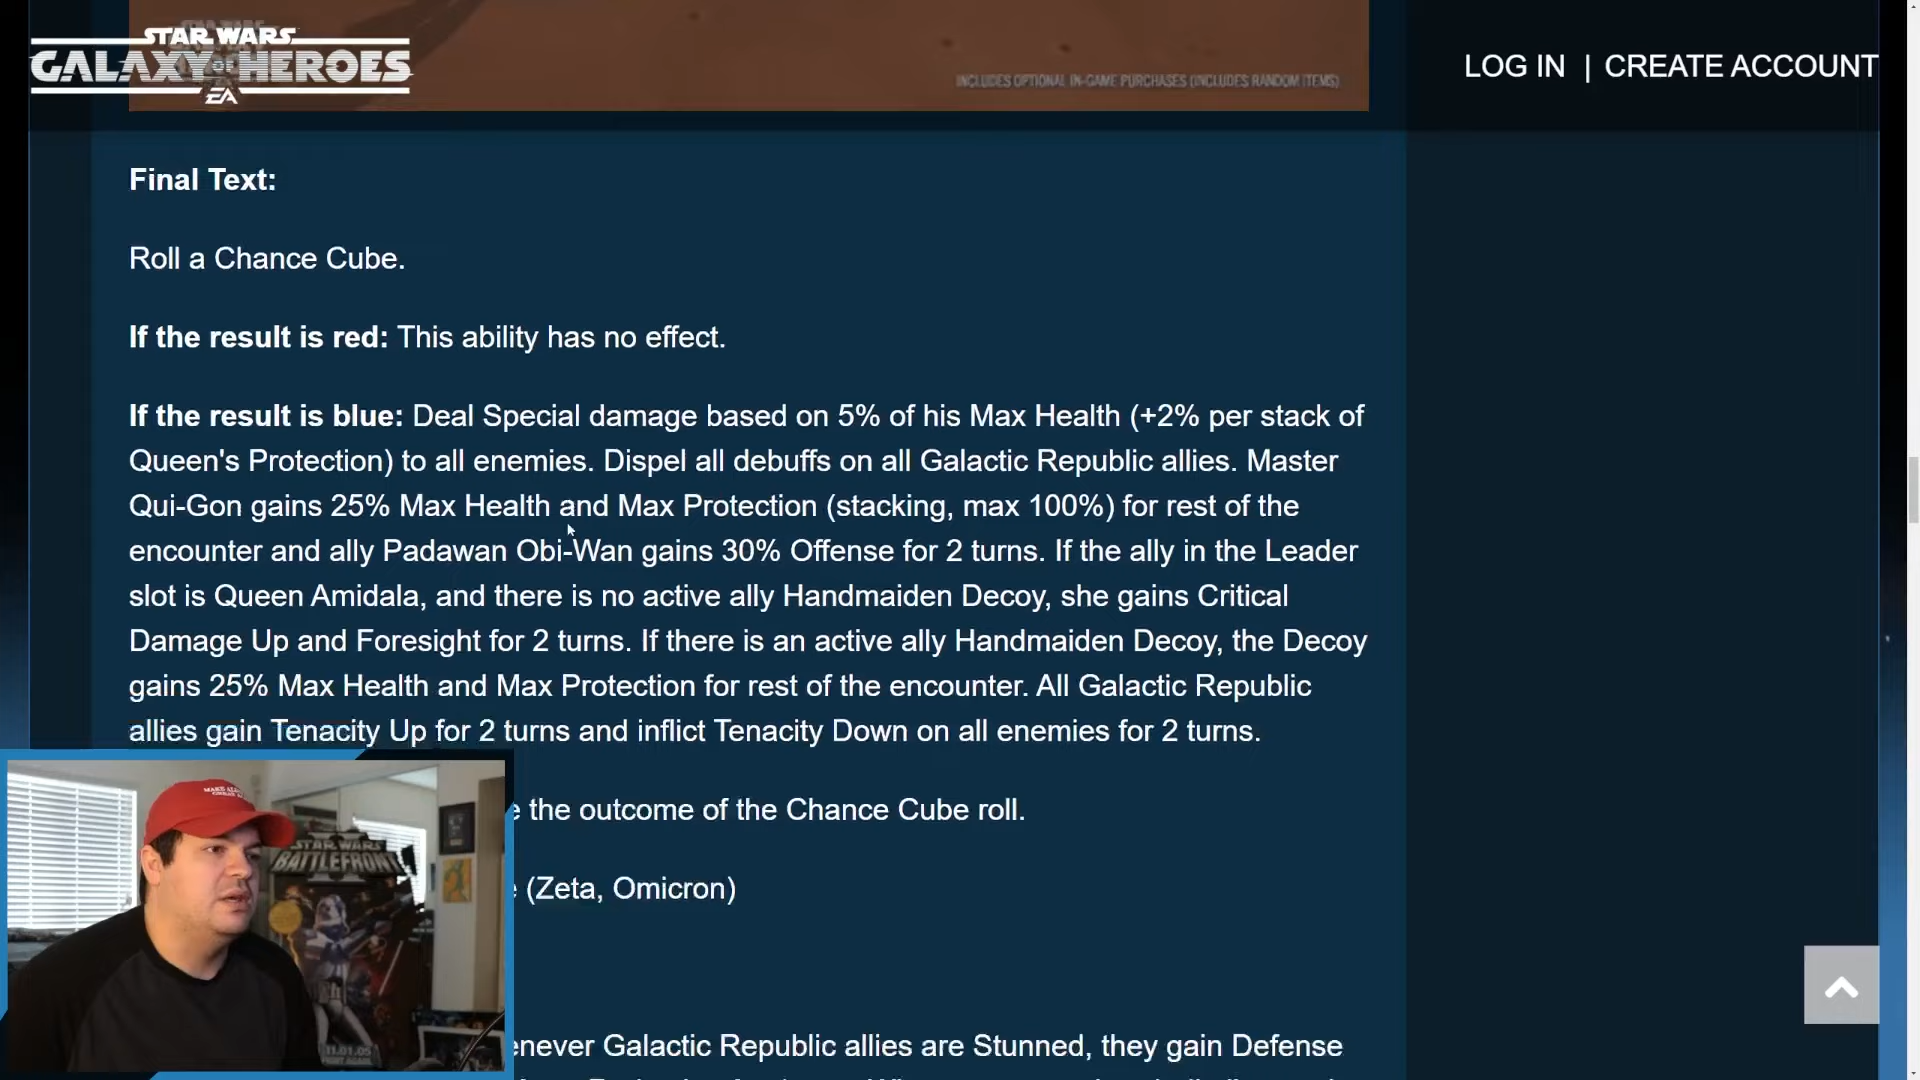 STAR WARS
GALAXY OF HEROES
EA
LOG IN | CREATE ACCOUNT
INCLUDES OPTIONAL IN-GAME PURCHASES (INCLUDES RANDOM ITEMS)
Final Text:
Roll a Chance Cube.
If the result is red: This ability has no effect.
If the result is blue: Deal Special damage based on 5% of his Max Health (+2% per stack of
Queen's Protection) to all enemies. Dispel all debuffs on all Galactic Republic allies. Master
Qui-Gon gains 25% Max Health and Max Protection (stacking, max 100%) for rest of the
encounter and ally Padawan Obi-Wan gains 30% Offense for 2 turns. If the ally in the Leader
slot is Queen Amidala, and there is no active ally Handmaiden Decoy, she gains Critical
Damage Up and Foresight for 2 turns. If there is an active ally Handmaiden Decoy, the Decoy
gains 25% Max Health and Max Protection for rest of the encounter. All Galactic Republic
allies gain Tenacity Up for 2 turns and inflict Tenacity Down on all enemies for 2 turns.
the outcome of the Chance Cube roll.
(Zeta, Omicron)
STAR WARS
BATTLEFRONT
11.01.05
enever Galactic Republic allies are Stunned, they gain Defense